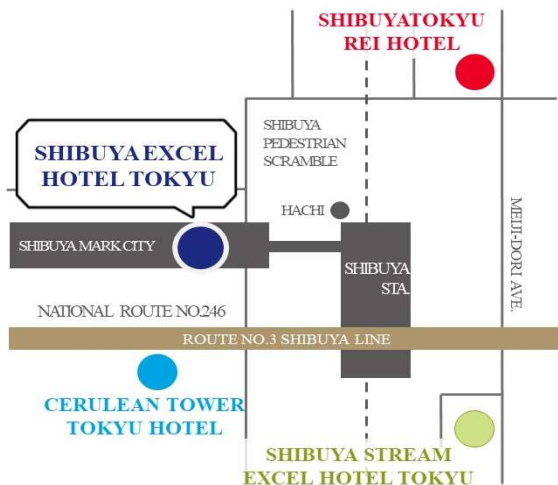 SHIBUYATOKYU
REI HOTEL
SHIBUYA
PEDESTRIAN
SCRAMBLE
SHIBUYA EXCEL
HOTEL TOKYU
HACHI
MEIJI-DORI AVE.
SHIBUYA MARK CITY
SHIBUYA
STA.
NATIONAL ROUTE NO.246
ROUTE NO.3 SHIBUYA LINE
CERULEAN TOWER
TOKYU HOTEL
SHIBUYA STREAM
EXCEL HOTEL TOKYU